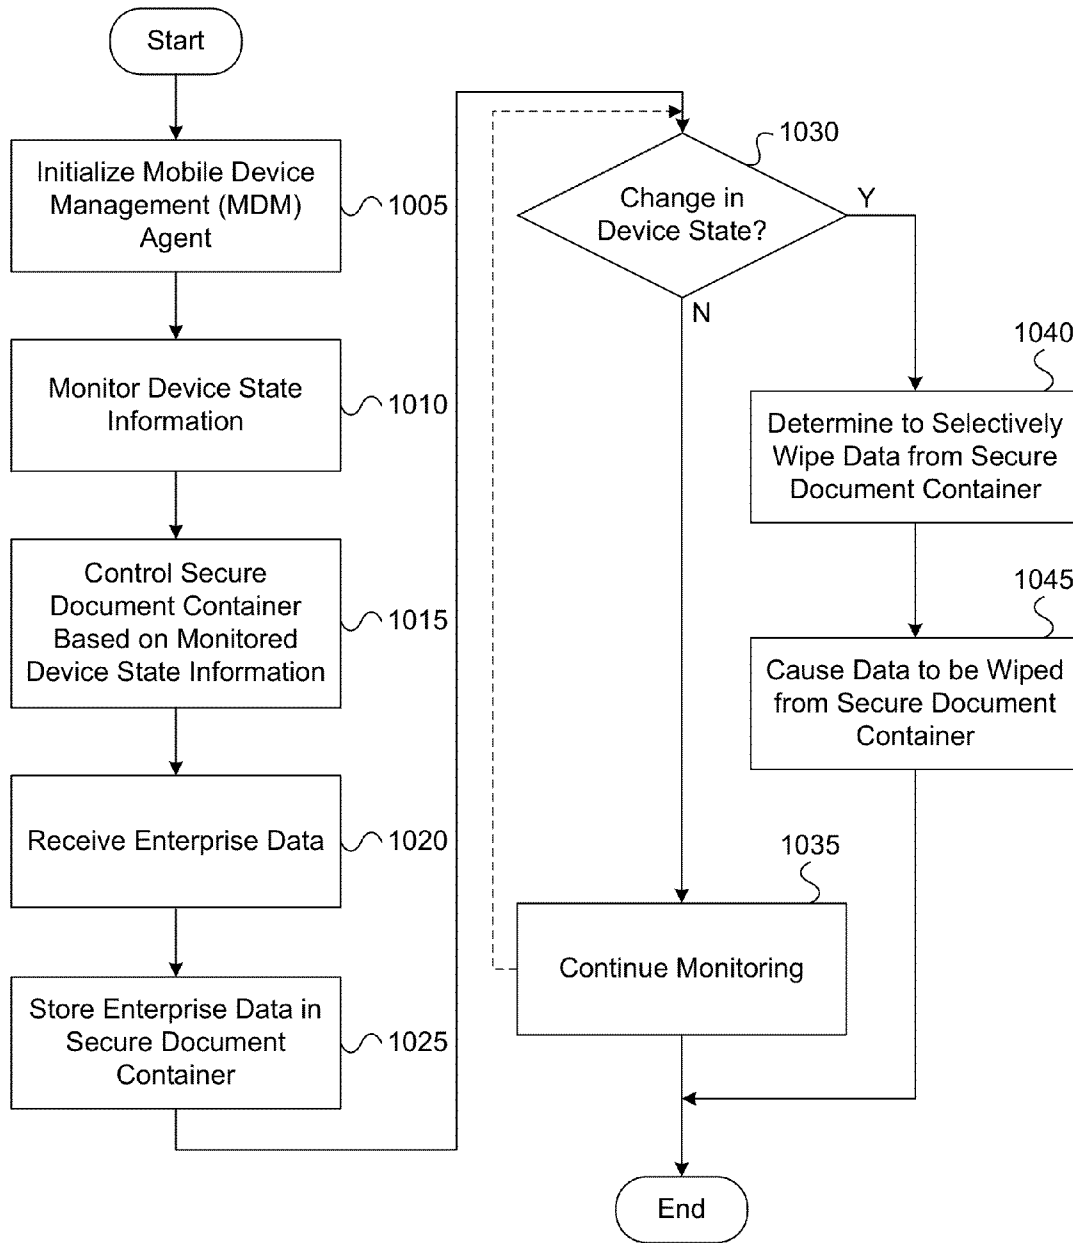 Start
Initialize Mobile Device
Management (MDM)
Agent
1005
Monitor Device State
Information
1010
Control Secure
Document Container
Based on Monitored
Device State Information
1015
Receive Enterprise Data
1020
Store Enterprise Data in
Secure Document
Container
1025
Change in
Device State?
1030
Y
N
1040
Determine to Selectively
Wipe Data from Secure
Document Container
1045
Cause Data to be Wiped
from Secure Document
Container
1035
Continue Monitoring
End